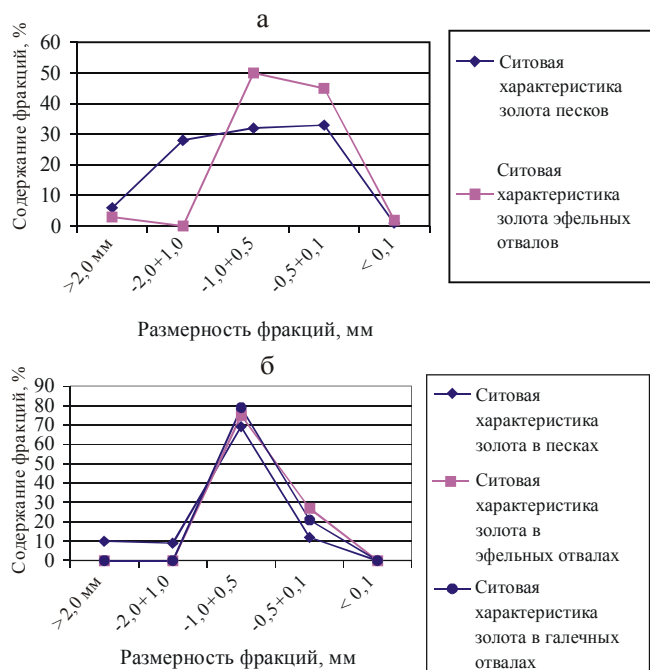 а
Содержание фракций, %
60
50
40
30
20
10
0
>2,0 мм
-2,0+1,0
-1,0+0,5
-0,5+0,1
< 0,1
Размерность фракций, мм
Ситовая
характеристика
золота песков
Ситовая
характеристика
золота эфельных
отвалов
б
Содержание фракций, %
90
80
70
60
50
40
30
20
10
0
>2,0 мм
-2,0+1,0
-1,0+0,5
-0,5+0,1
< 0,1
Размерность фракций, мм
Ситовая
характеристика
золота в песках
Ситовая
характеристика
золота в
эфельных отвалах
Ситовая
характеристика
золота в галечных
отвалах